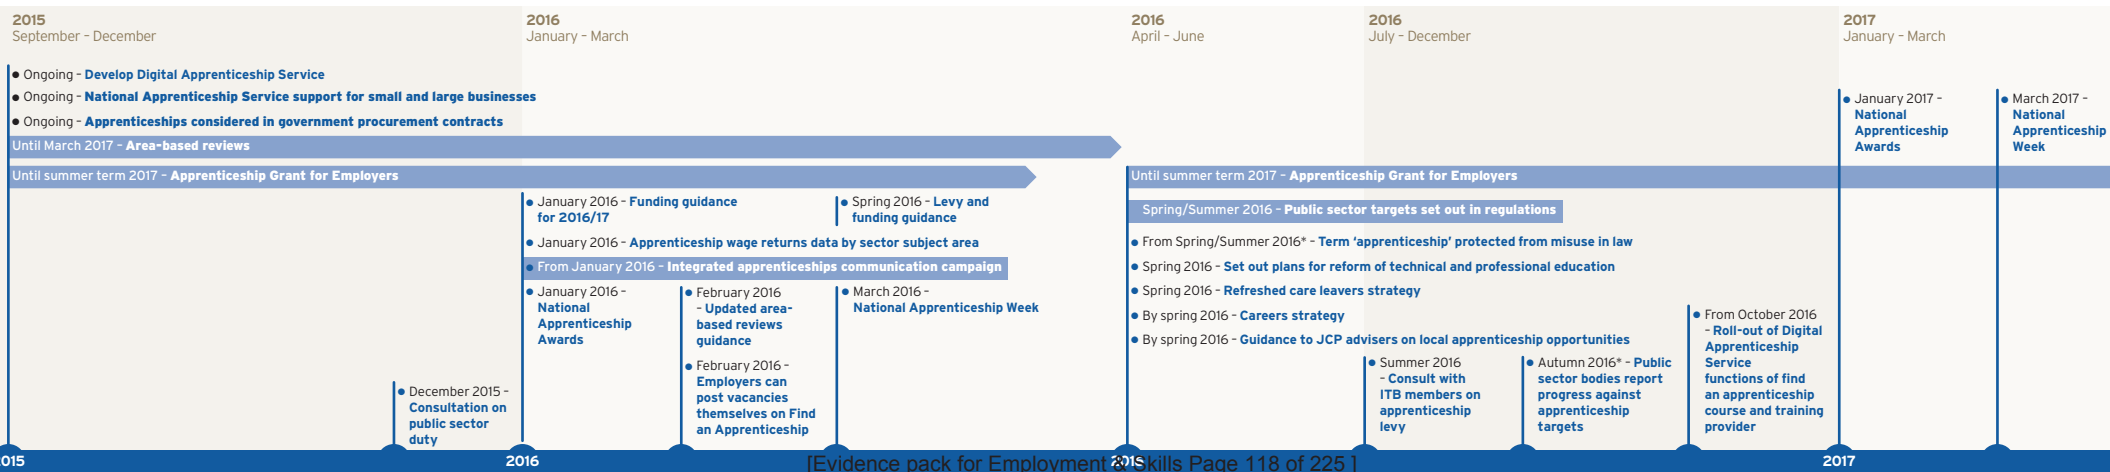 2015
September – December
2016
January – March
2016
April – June
2016
July – December
2017
January – March
● Ongoing – Develop Digital Apprenticeship Service
● Ongoing – National Apprenticeship Service support for small and large businesses
● Ongoing – Apprenticeships considered in government procurement contracts
Until March 2017 – Area-based reviews
Until summer term 2017 – Apprenticeship Grant for Employers
● December 2015 –
Consultation on
public sector
duty
● January 2016 – Funding guidance
for 2016/17
● Spring 2016 – Levy and
funding guidance
● January 2016 – Apprenticeship wage returns data by sector subject area
● From January 2016 – Integrated apprenticeships communication campaign
● January 2016 –
National
Apprenticeship
Awards
● February 2016
– Updated area-
based reviews
guidance
● February 2016 –
Employers can
post vacancies
themselves on Find
an Apprenticeship
● March 2016 –
National Apprenticeship Week
Until summer term 2017 – Apprenticeship Grant for Employers
Spring/Summer 2016 – Public sector targets set out in regulations
● From Spring/Summer 2016* – Term ‘apprenticeship’ protected from misuse in law
● Spring 2016 – Set out plans for reform of technical and professional education
● Spring 2016 – Refreshed care leavers strategy
● By spring 2016 – Careers strategy
● By spring 2016 – Guidance to JCP advisers on local apprenticeship opportunities
● Summer 2016
– Consult with
ITB members on
apprenticeship
levy
● Autumn 2016* – Public
sector bodies report
progress against
apprenticeship
targets
● From October 2016
– Roll-out of Digital
Apprenticeship
Service
functions of find
an apprenticeship
course and training
provider
● January 2017 –
National
Apprenticeship
Awards
● March 2017 –
National
Apprenticeship
Week
015
2016
[Evidence pack for Employment & Skills Page 118 of 225 ]
2016
2017